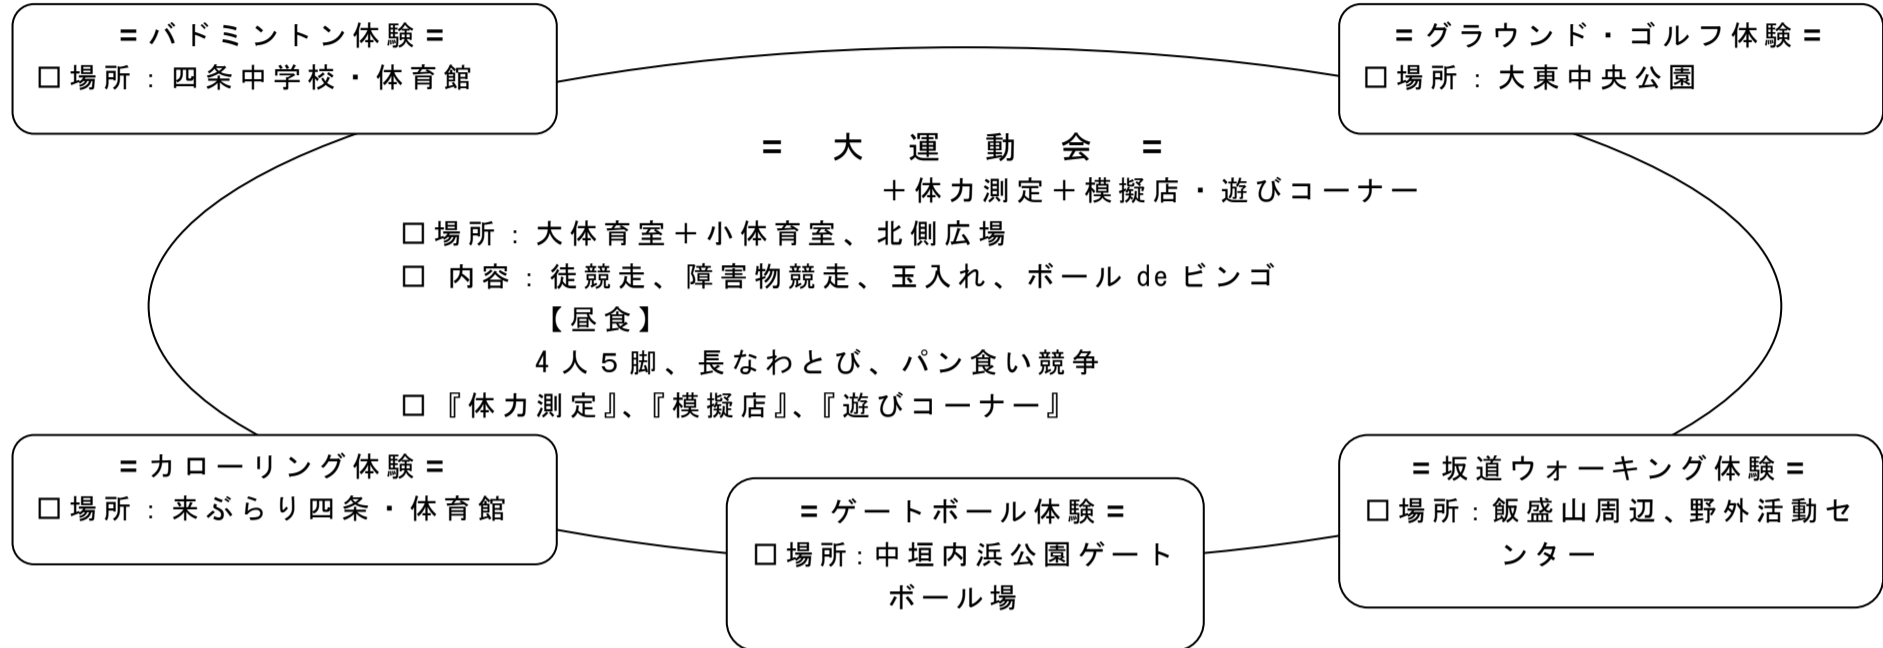 =バドミントン体験=
□場所：四条中学校・体育館
=グラウンド・ゴルフ体験=
□場所：大東中央公園
= 大 運 動 会 =
＋体力測定＋模擬店・遊びコーナー
□場所：大体育室＋小体育室、北側広場
□ 内容：徒競走、障害物競走、玉入れ、ボール de ビンゴ
【昼食】
4人５脚、長なわとび、パン食い競争
□『体力測定』、『模擬店』、『遊びコーナー』
=カローリング体験=
□場所：来ぶらり四条・体育館
=ゲートボール体験=
□場所：中垣内浜公園ゲート
ボール場
=坂道ウォーキング体験=
□場所：飯盛山周辺、野外活動セ
ンター